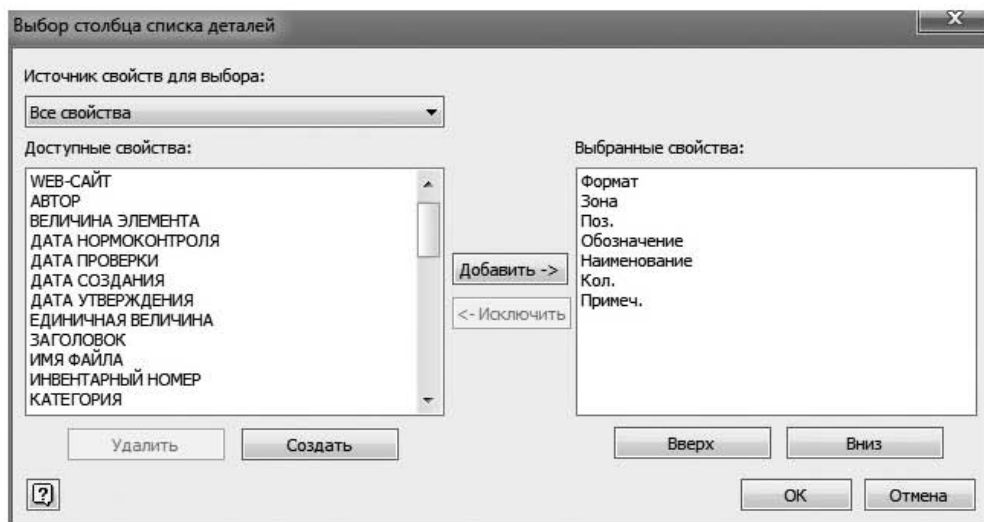 Выбор столбца списка деталей
Источник свойств для выбора:
Все свойства
Доступные свойства:
WEB-САЙТ
АВТОР
ВЕЛИЧИНА ЭЛЕМЕНТА
ДАТА НОРМОКОНТРОЛЯ
ДАТА ПРОВЕРКИ
ДАТА СОЗДАНИЯ
ДАТА УТВЕРЖДЕНИЯ
ЕДИНИЧНАЯ ВЕЛИЧИНА
ЗАГОЛОВОК
ИМЯ ФАЙЛА
ИНВЕНТАРНЫЙ НОМЕР
КАТЕГОРИЯ
Добавить ->
<- Исключить
Выбранные свойства:
Формат
Зона
Поз.
Обозначение
Наименование
Кол.
Примеч.
Удалить
Создать
Вверх
Вниз
?
OK
Отмена